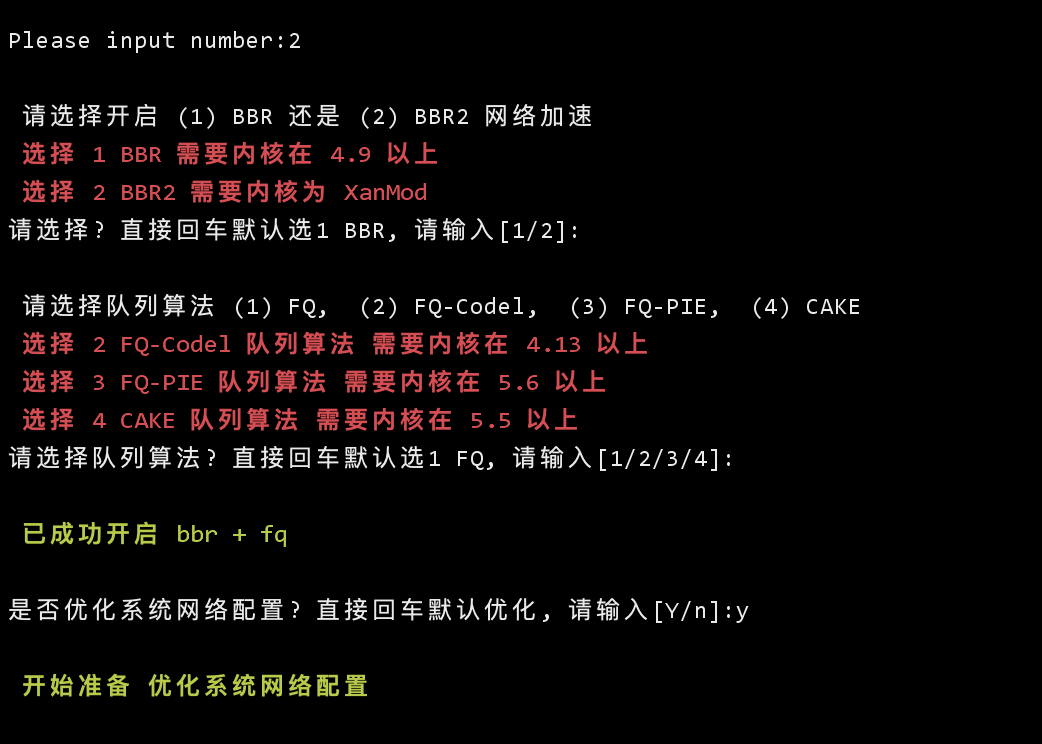 Please input number:2
请选择开启 (1) BBR 还是 (2) BBR2 网络加速
选择 1 BBR 需要内核在 4.9 以上
选择 2 BBR2 需要内核为 XanMod
请选择? 直接回车默认选1 BBR, 请输入[1/2]:
请选择队列算法 (1) FQ,  (2) FQ-Codel,  (3) FQ-PIE,  (4) CAKE
选择 2 FQ-Codel 队列算法 需要内核在 4.13 以上
选择 3 FQ-PIE 队列算法 需要内核在 5.6 以上
选择 4 CAKE 队列算法 需要内核在 5.5 以上
请选择队列算法? 直接回车默认选1 FQ, 请输入[1/2/3/4]:
已成功开启 bbr + fq
是否优化系统网络配置? 直接回车默认优化, 请输入[Y/n]:y
开始准备 优化系统网络配置